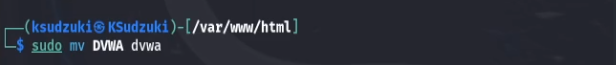 ┌──(ksudzuki㉿KSudzuki)-[/var/www/html]
└─$ sudo mv DVWA dvwa